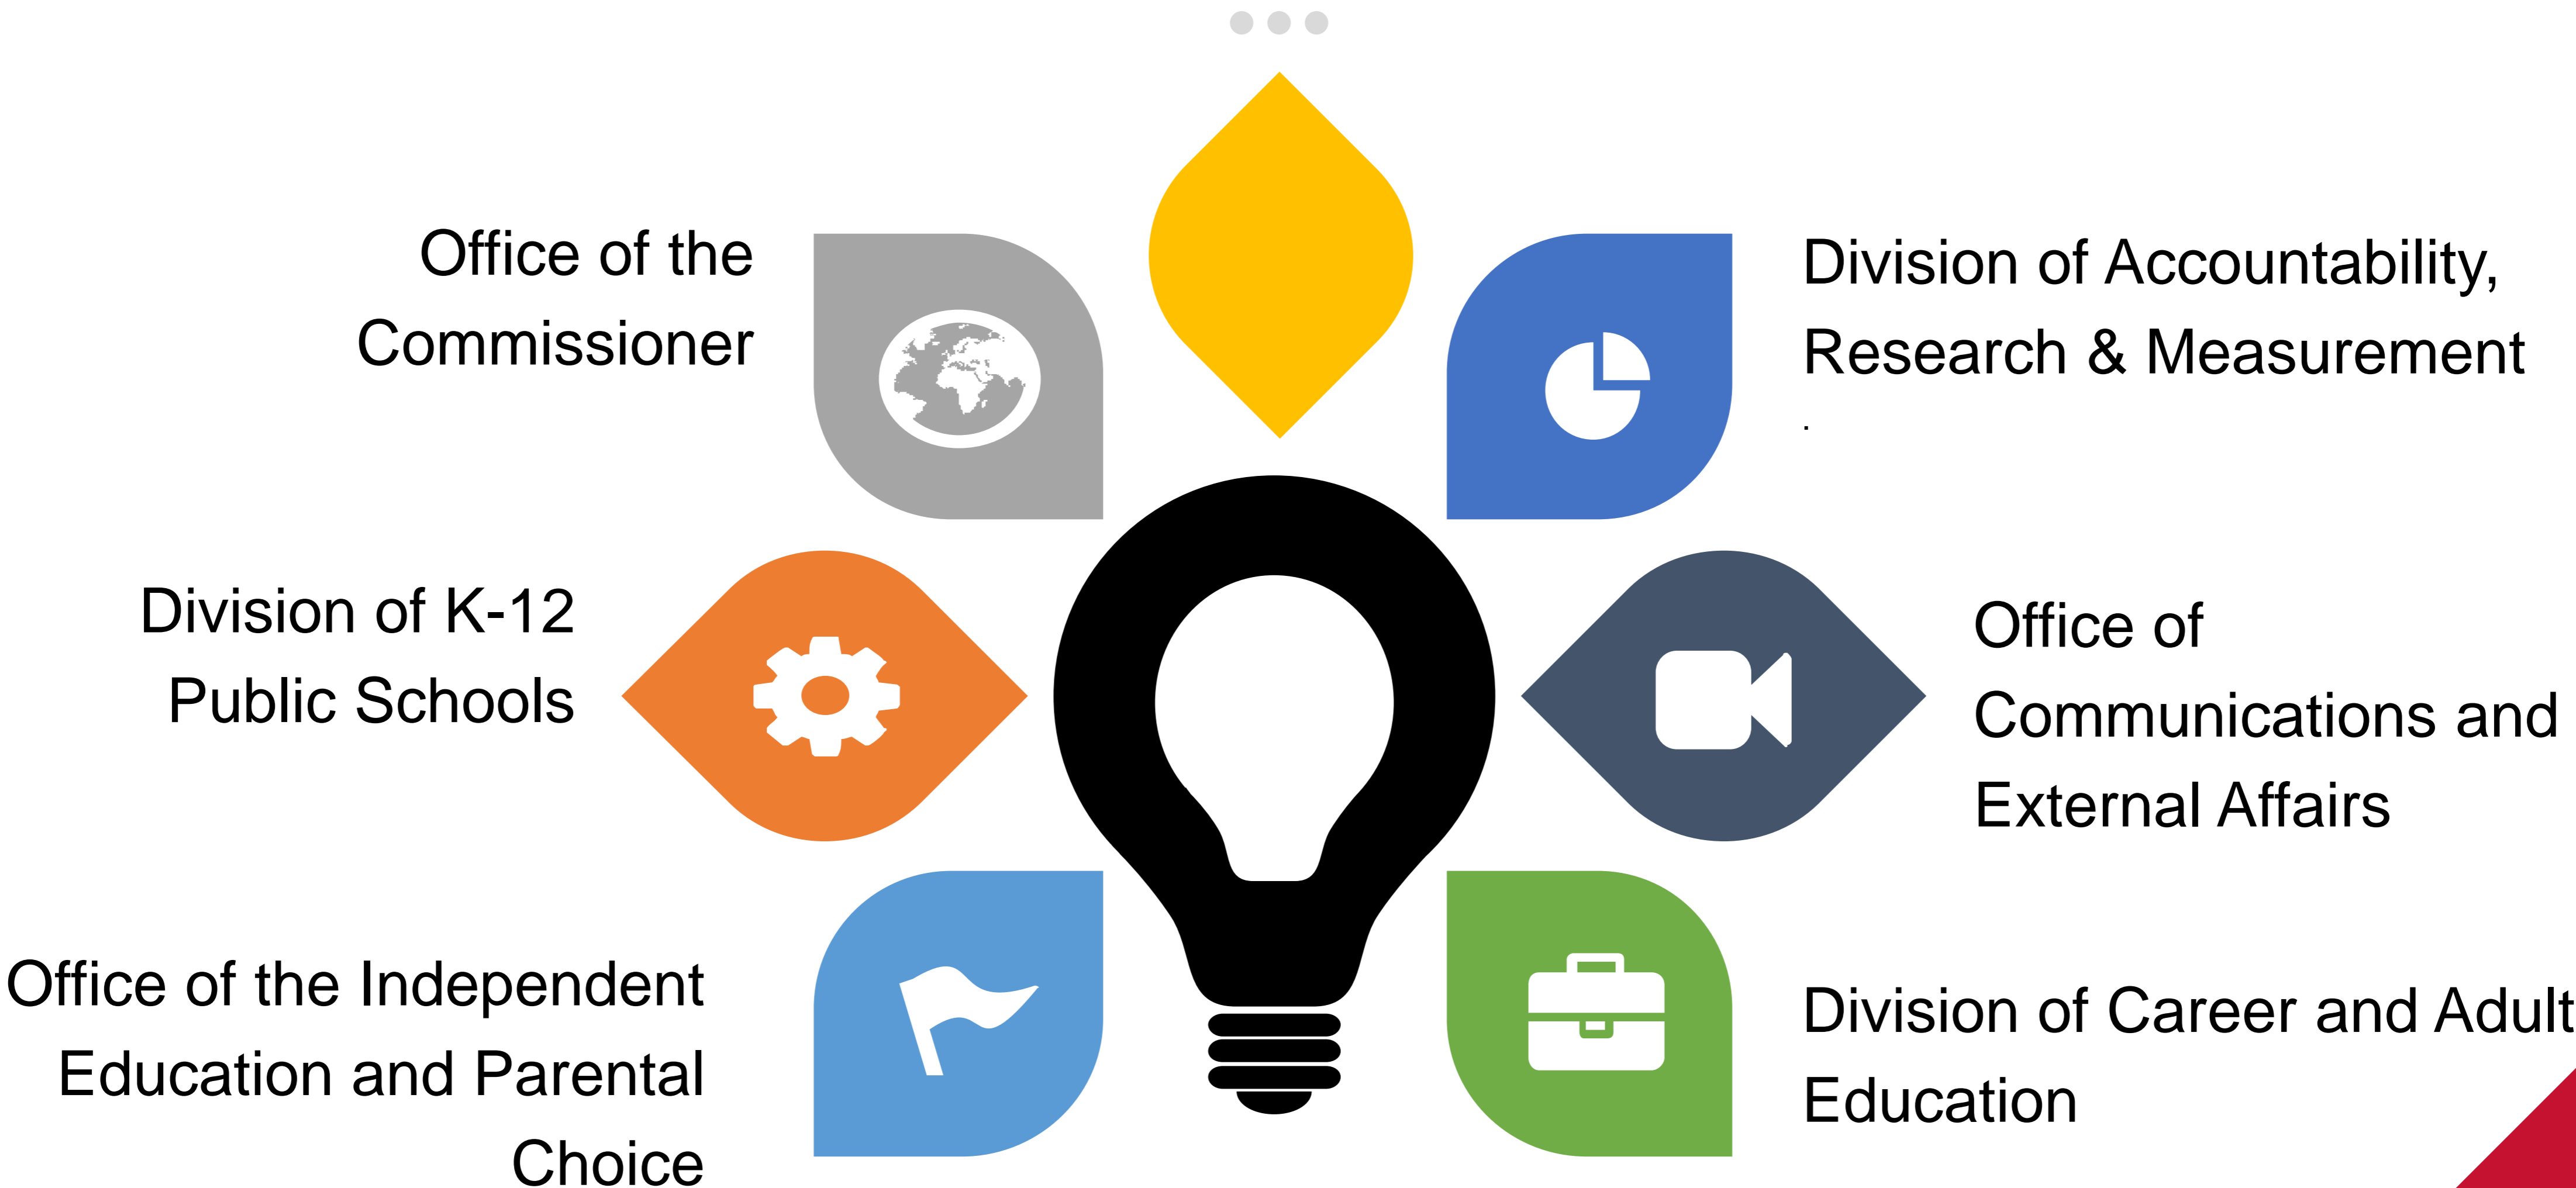 Office of the
Commissioner
Division of Accountability,
Research & Measurement
.
Division of K-12
Public Schools
Office of
Communications and
External Affairs
Office of the Independent
Education and Parental
Choice
Division of Career and Adult
Education